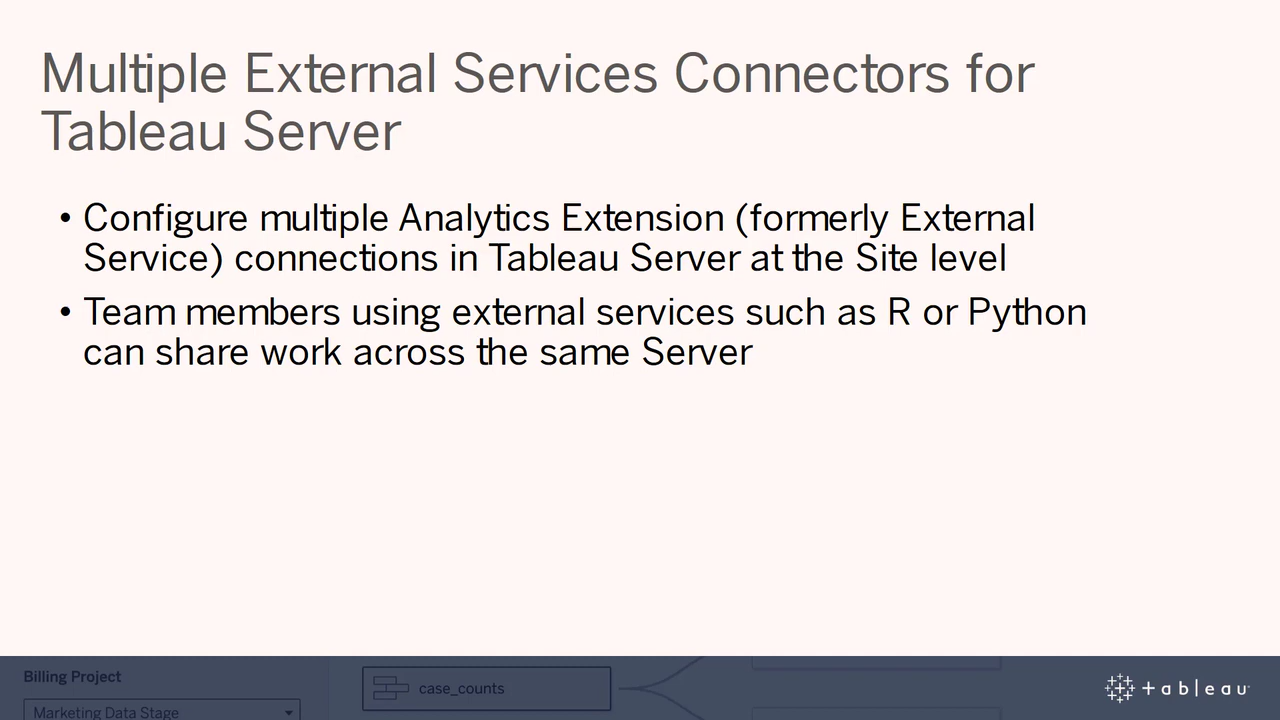 Multiple External Services Connectors for
Tableau Server
• Configure multiple Analytics Extension (formerly External
Service) connections in Tableau Server at the Site level
• Team members using external services such as R or Python
can share work across the same Server
Billing Project
case_counts
Marketing Data Stage
+ableau